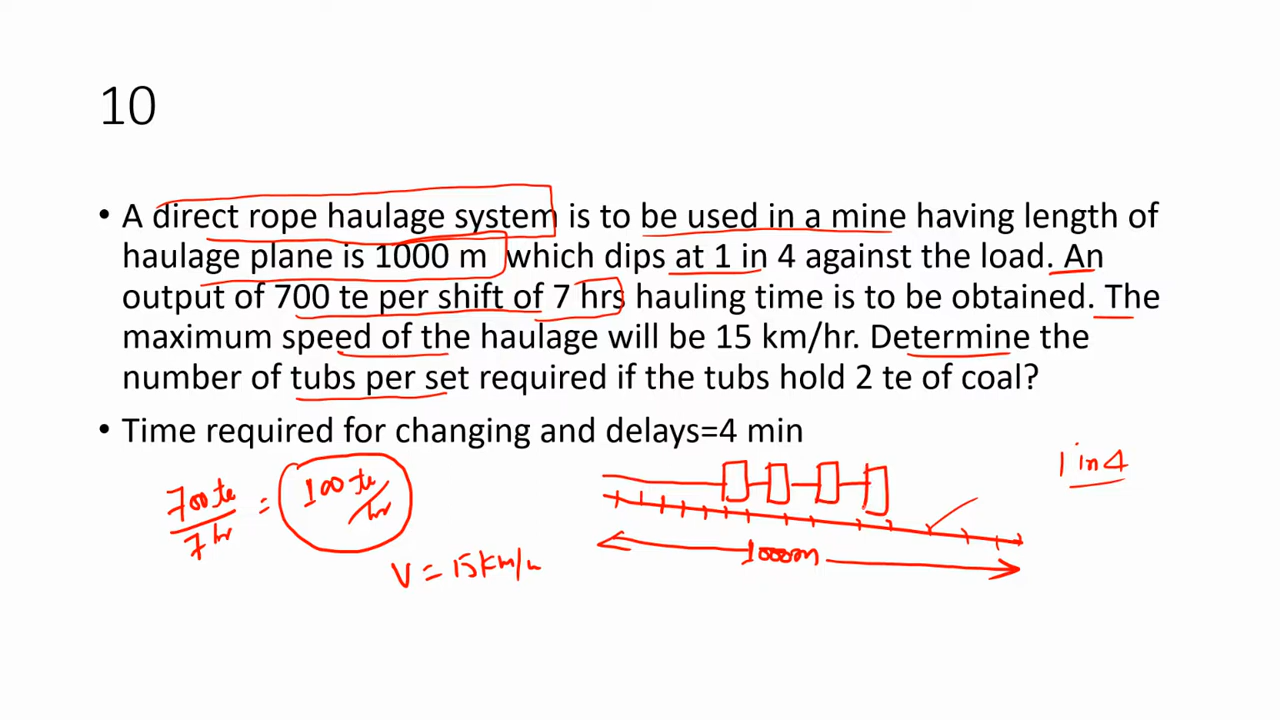 10
• A direct rope haulage system is to be used in a mine having length of
haulage plane is 1000 m which dips at 1 in 4 against the load. An
output of 700 te per shift of 7 hrs hauling time is to be obtained. The
maximum speed of the haulage will be 15 km/hr. Determine the
number of tubs per set required if the tubs hold 2 te of coal?
• Time required for changing and delays=4 min
1 in 4
700 te / 7 hr = 100 te/hr
1000m
V = 15 km/h